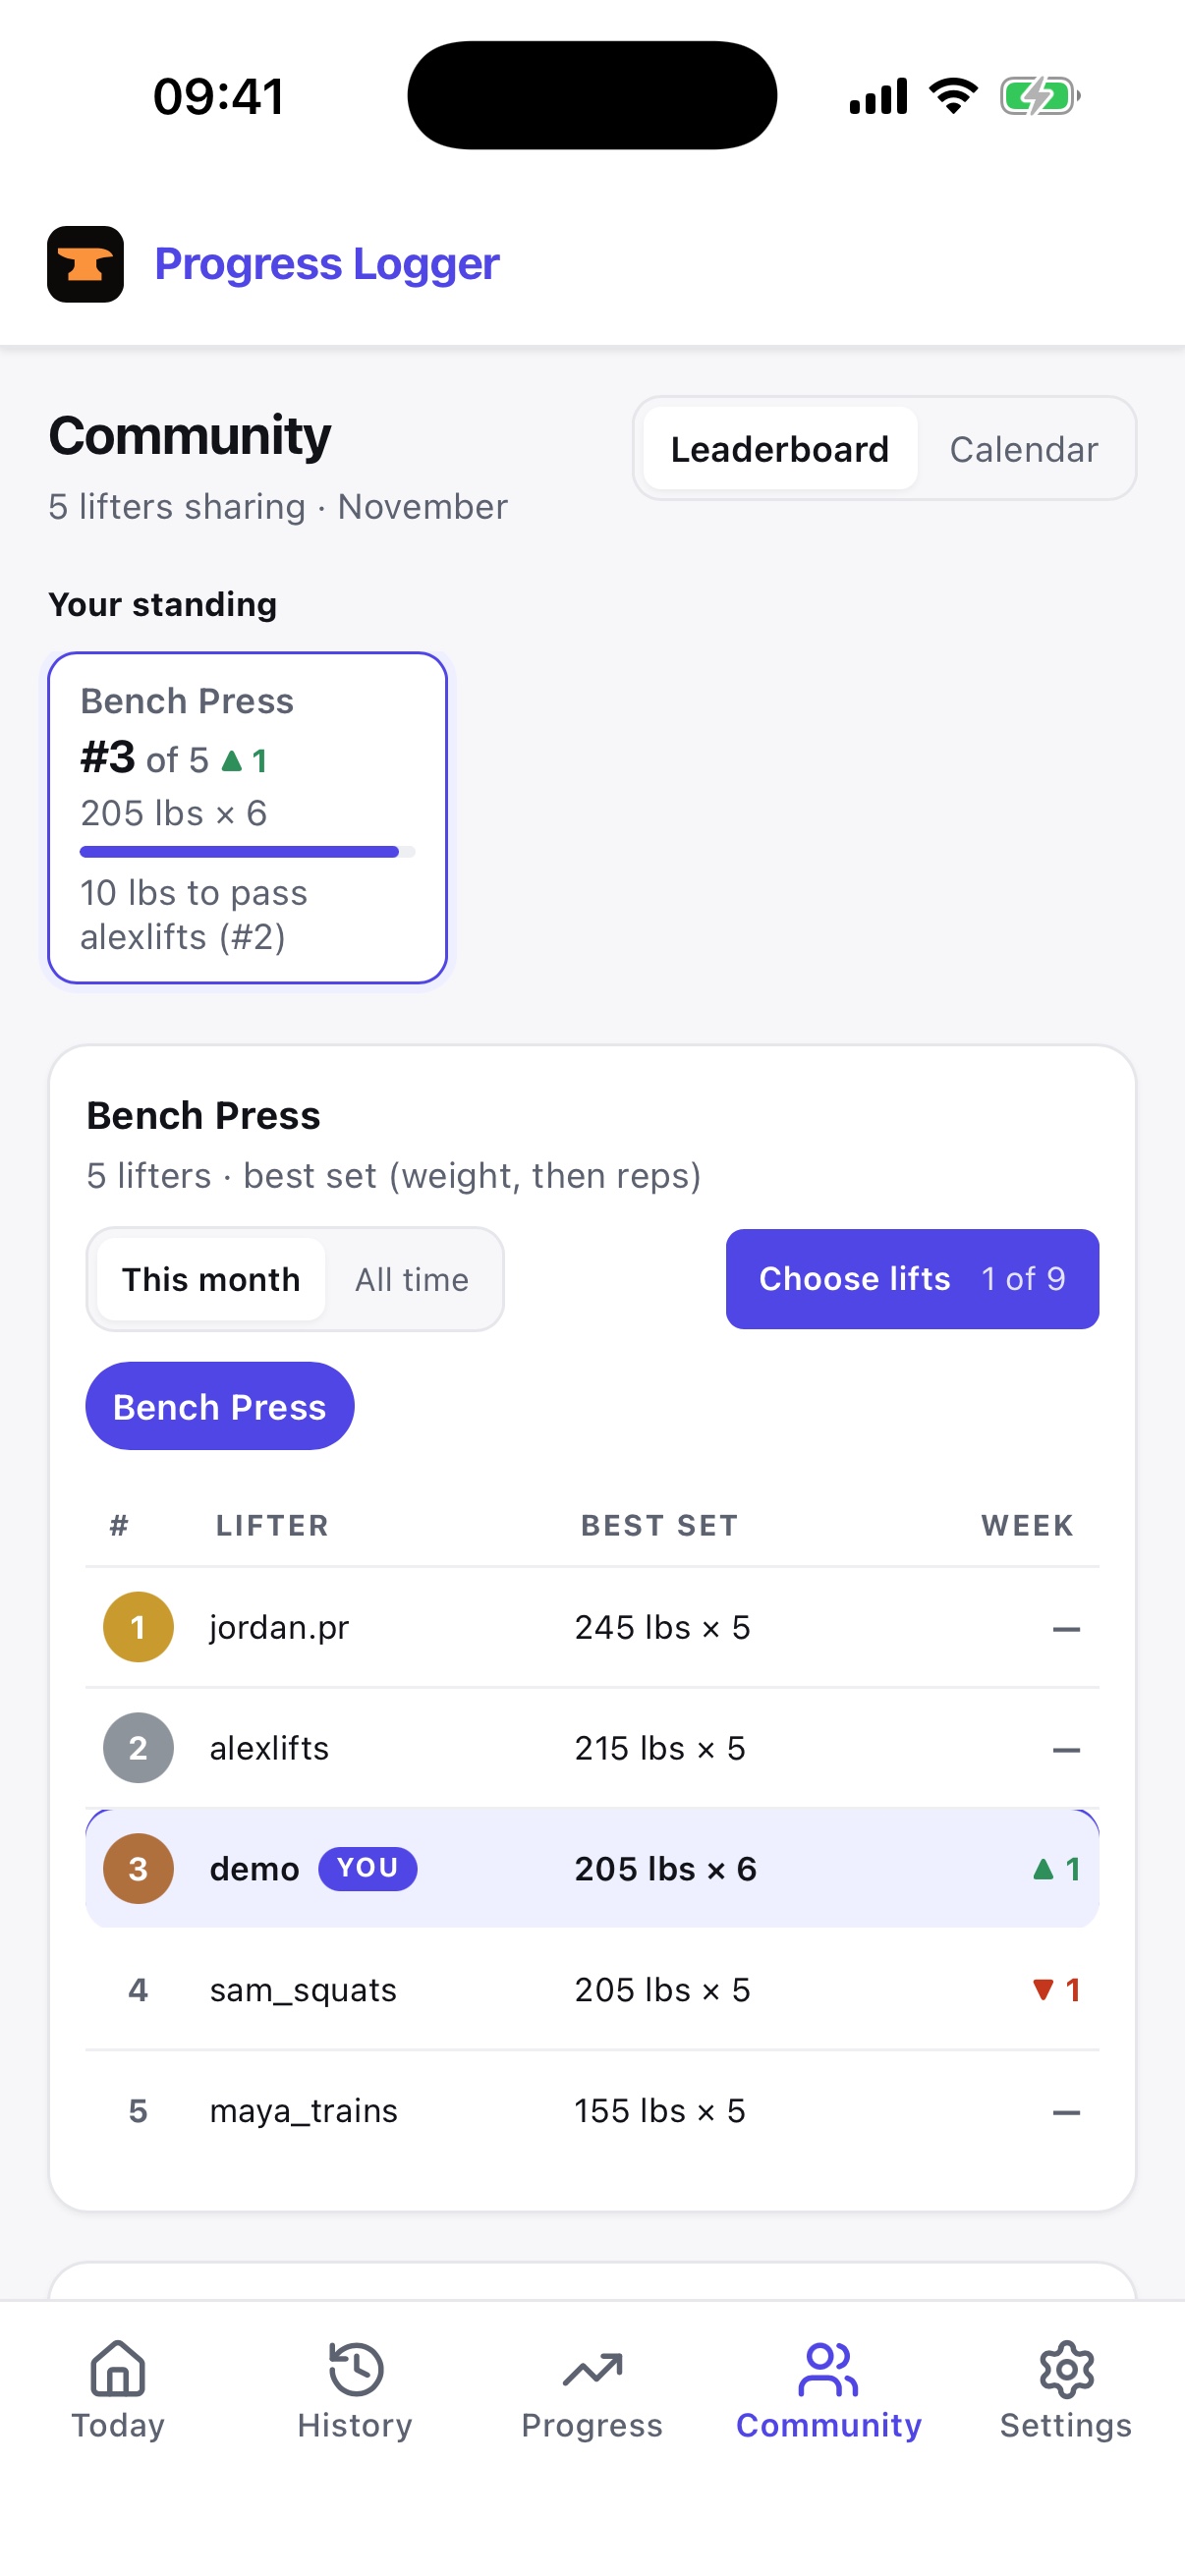 09:41
Progress Logger
Community
Leaderboard Calendar
5 lifters sharing · November
Your standing
Bench Press
#3 of 5 ▲ 1
205 lbs × 6
10 lbs to pass
alexlifts (#2)
Bench Press
5 lifters · best set (weight, then reps)
This month All time Choose lifts 1 of 9
Bench Press
# LIFTER BEST SET WEEK
1 jordan.pr 245 lbs × 5 —
2 alexlifts 215 lbs × 5 —
3 demo YOU 205 lbs × 6 ▲ 1
4 sam_squats 205 lbs × 5 ▼ 1
5 maya_trains 155 lbs × 5 —
Today History Progress Community Settings